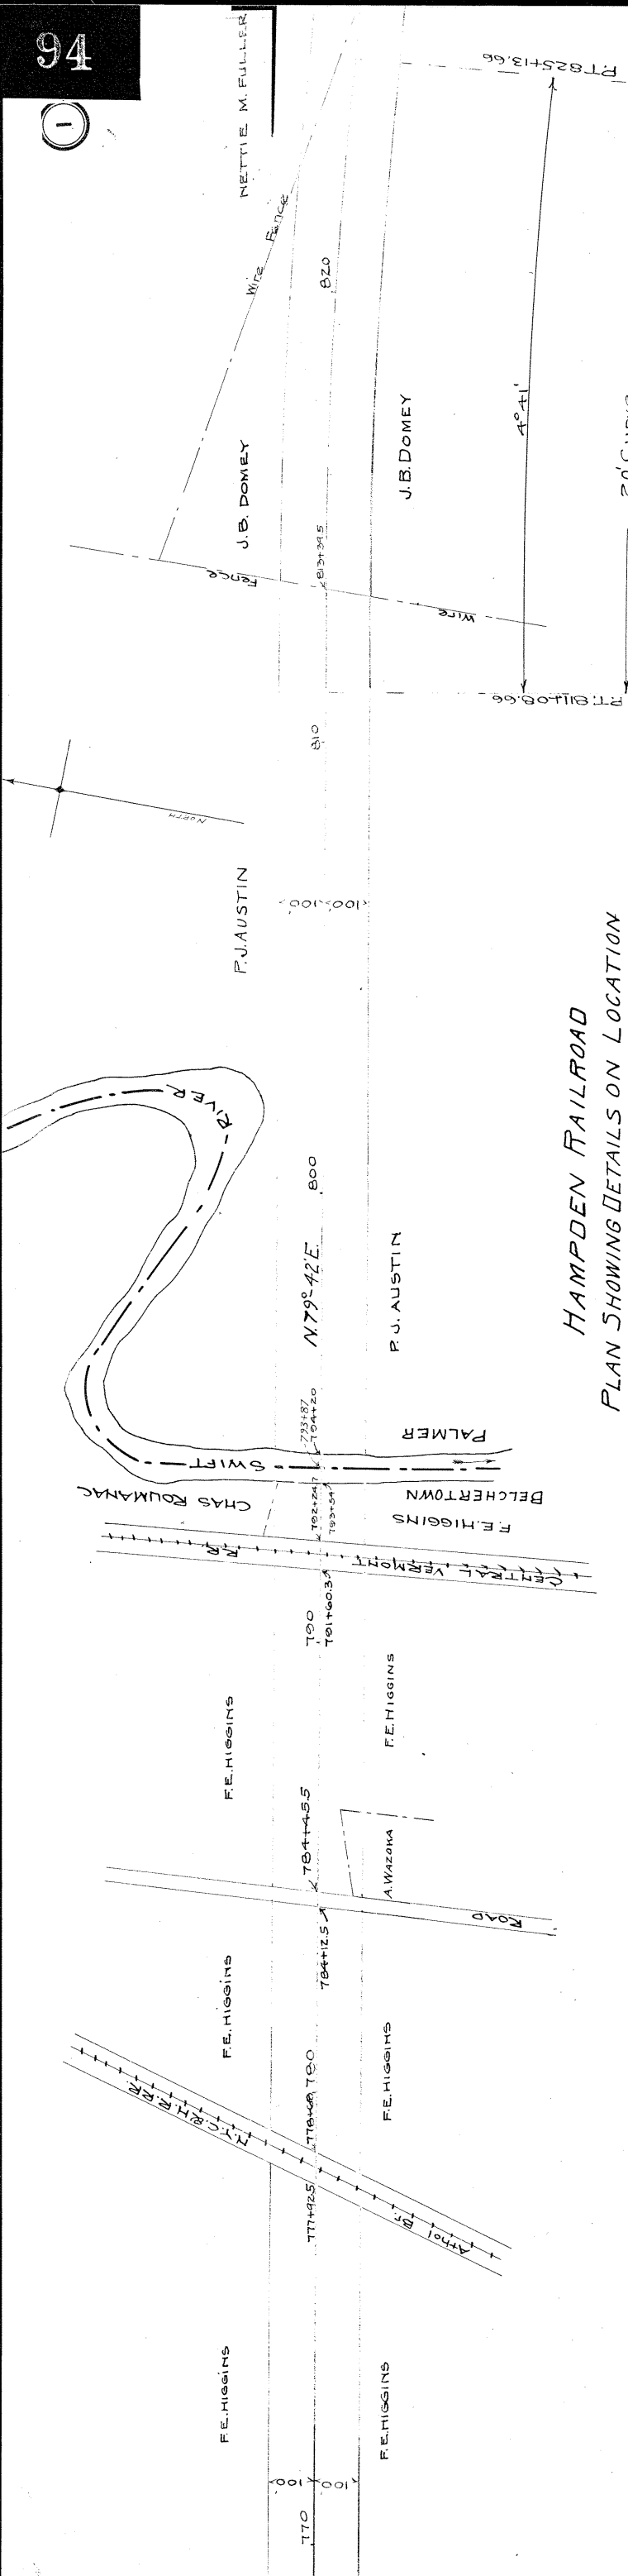 94
1
NETTIE M. FULLER
P.T. 825+13.66
Wire Fence
820
J.B. DOMEY
J.B. DOMEY
4°41'
Fence
813+39.5
Wire
P.T. 811+08.66
810
NORTH
P.J. AUSTIN
100' 100'
RIVER
800
N.79°-42'E.
P.J. AUSTIN
HAMPDEN RAILROAD
PLAN SHOWING DETAILS ON LOCATION
793+87
794+20
PALMER
SWIFT
CHAS ROUMANAC
BELCHERTOWN
792+24.7
793+54
F.E. HIGGINS
CENTRAL VERMONT RR
790
791+60.3
F.E. HIGGINS
F.E. HIGGINS
784+45.5
A. WAZOKA
784+12.5
ROAD
F.E. HIGGINS
F.E. HIGGINS
780
N.Y.C. & H.R.R.R.
777+92.5
Athol Br.
F.E. HIGGINS
F.E. HIGGINS
100' 100'
770